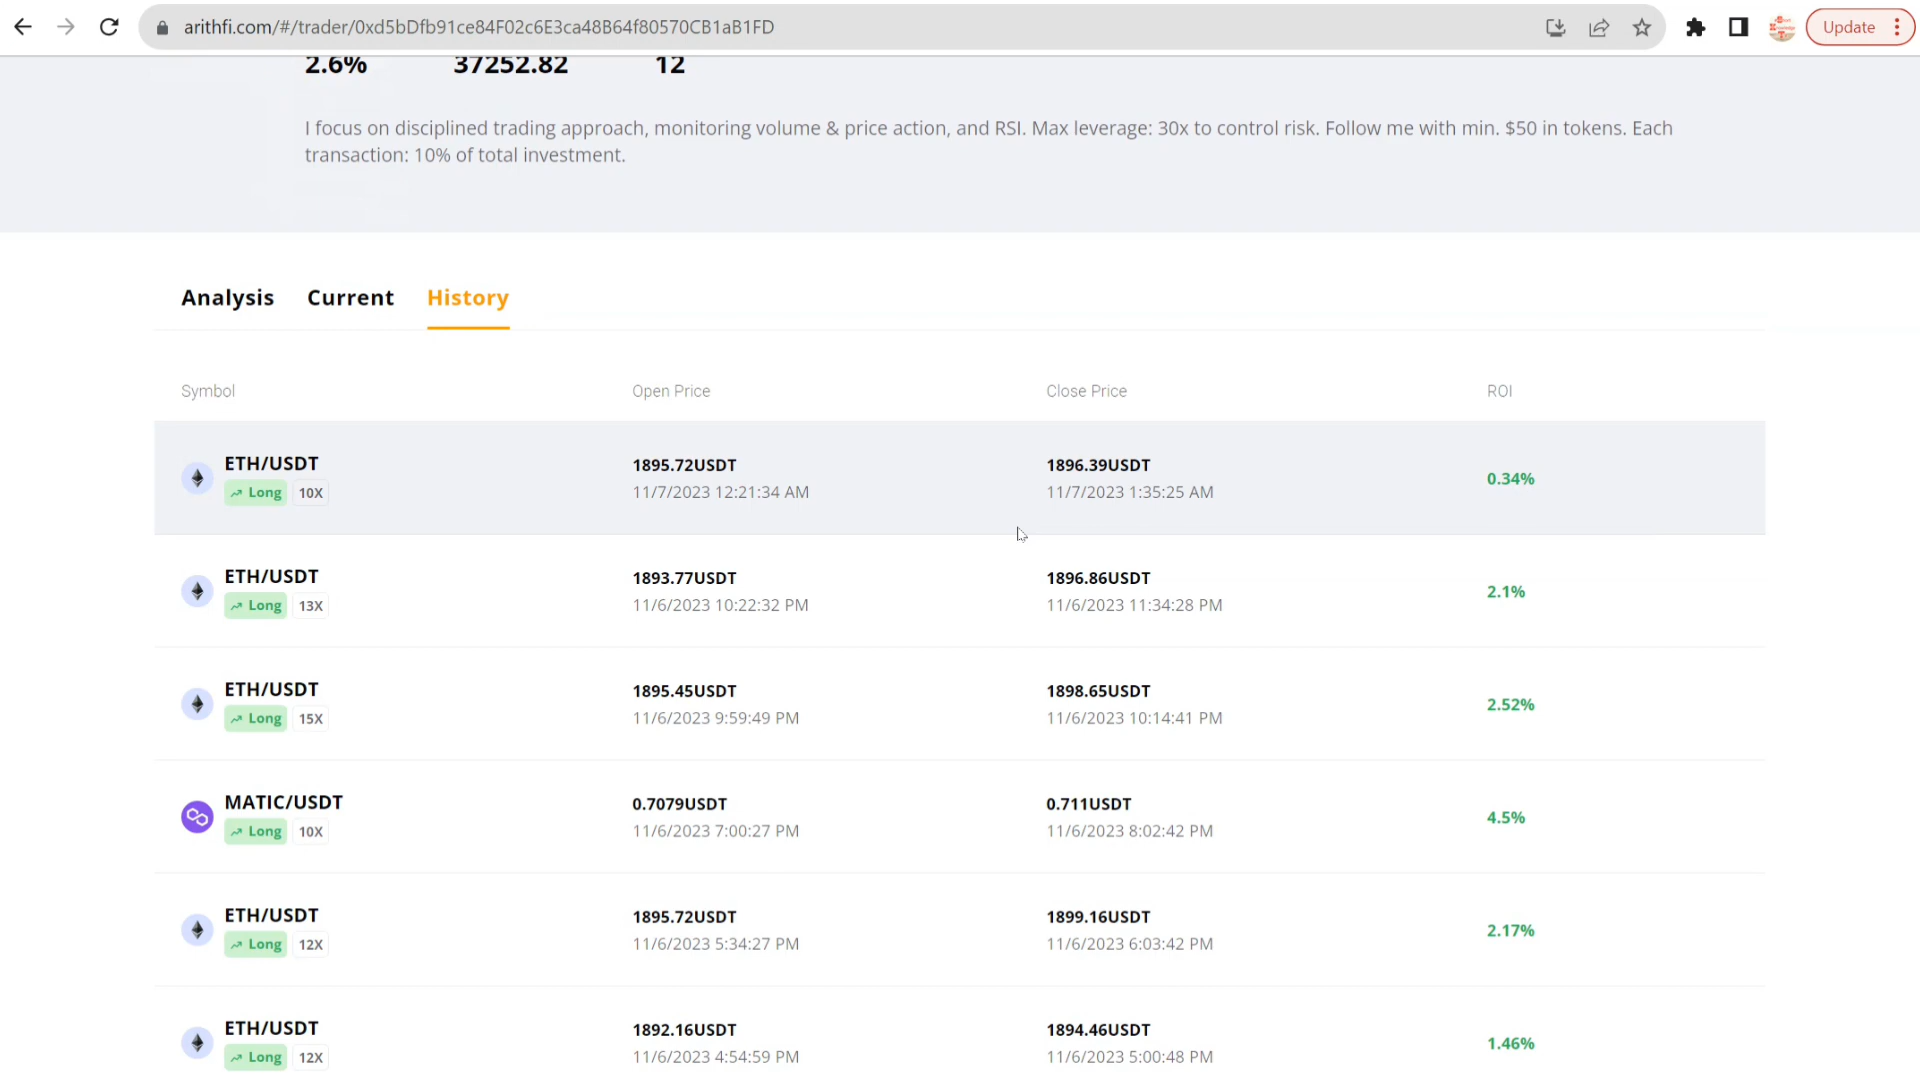 arithfi.com/#/trader/0xd5bDfb91ce84F02c6E3ca48B64f80570CB1aB1FD
Update
2.6% 37252.82 12
I focus on disciplined trading approach, monitoring volume & price action, and RSI. Max leverage: 30x to control risk. Follow me with min. $50 in tokens. Each
transaction: 10% of total investment.
Analysis Current History
Symbol Open Price Close Price ROI
ETH/USDT 1895.72USDT 1896.39USDT 0.34%
Long 10X 11/7/2023 12:21:34 AM 11/7/2023 1:35:25 AM
ETH/USDT 1893.77USDT 1896.86USDT 2.1%
Long 13X 11/6/2023 10:22:32 PM 11/6/2023 11:34:28 PM
ETH/USDT 1895.45USDT 1898.65USDT 2.52%
Long 15X 11/6/2023 9:59:49 PM 11/6/2023 10:14:41 PM
MATIC/USDT 0.7079USDT 0.711USDT 4.5%
Long 10X 11/6/2023 7:00:27 PM 11/6/2023 8:02:42 PM
ETH/USDT 1895.72USDT 1899.16USDT 2.17%
Long 12X 11/6/2023 5:34:27 PM 11/6/2023 6:03:42 PM
ETH/USDT 1892.16USDT 1894.46USDT 1.46%
Long 12X 11/6/2023 4:54:59 PM 11/6/2023 5:00:48 PM